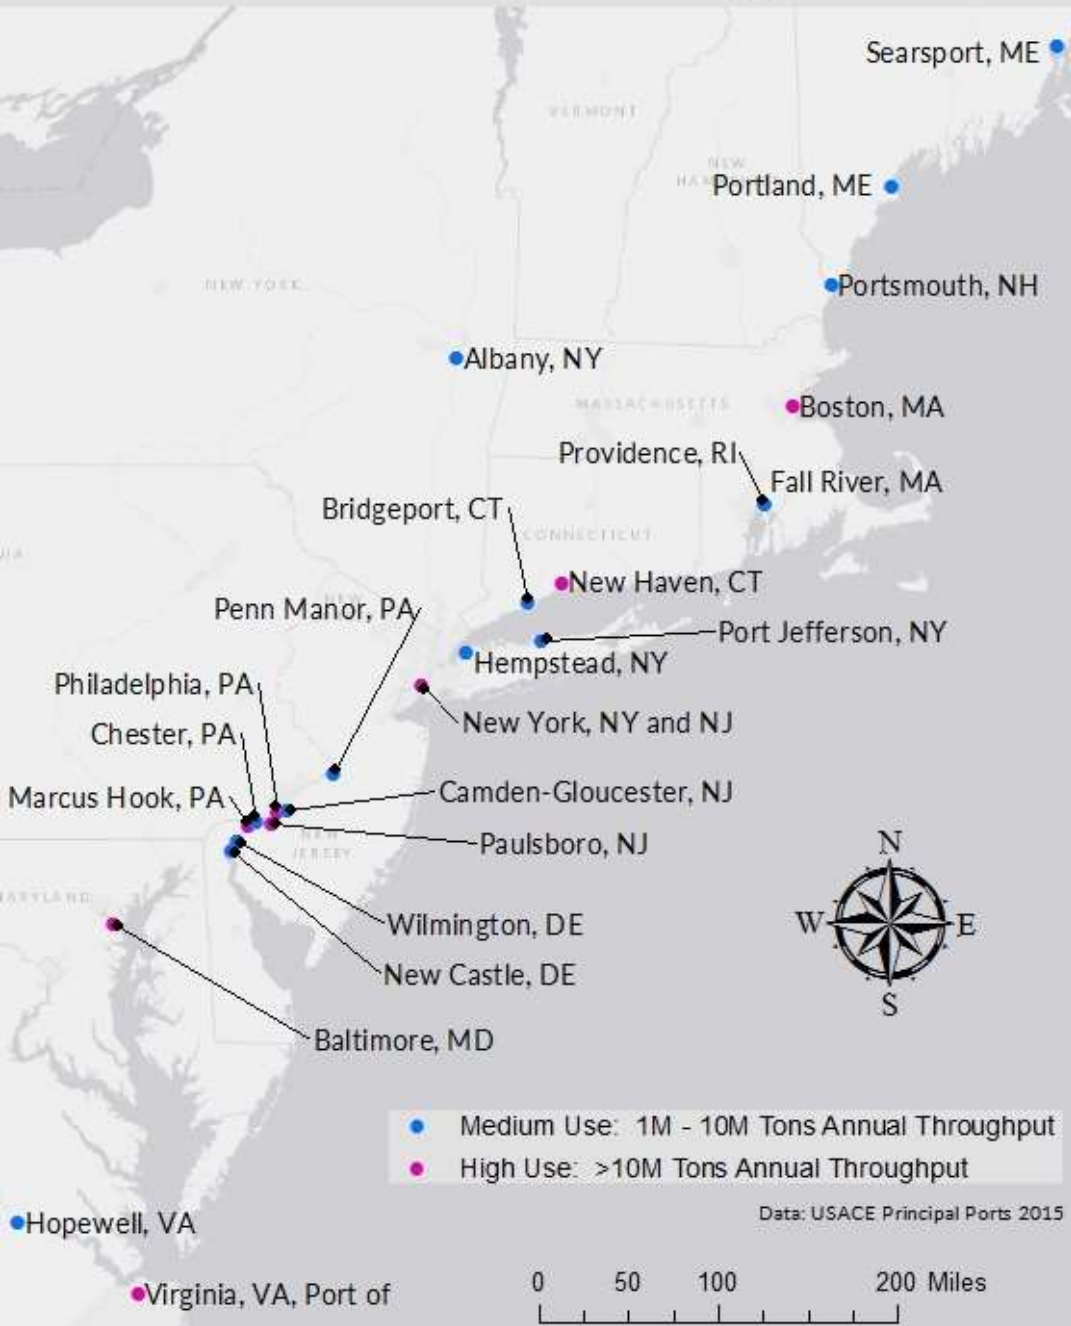 Searsport, ME
VERMONT
NEW
Portland, ME
NEW YORK
Portsmouth, NH
Albany, NY
MASSACHUSETTS
Boston, MA
Providence, RI
Fall River, MA
Bridgeport, CT
CONNECTICUT
New Haven, CT
Penn Manor, PA
Port Jefferson, NY
Hempstead, NY
Philadelphia, PA
New York, NY and NJ
Chester, PA
Marcus Hook, PA
Camden-Gloucester, NJ
NEW
JERSEY
Paulsboro, NJ
MARYLAND
N
W
E
S
Wilmington, DE
New Castle, DE
Baltimore, MD
Medium Use: 1M - 10M Tons Annual Throughput
High Use: >10M Tons Annual Throughput
Data: USACE Principal Ports 2015
Hopewell, VA
Virginia, VA, Port of
0 50 100 200 Miles